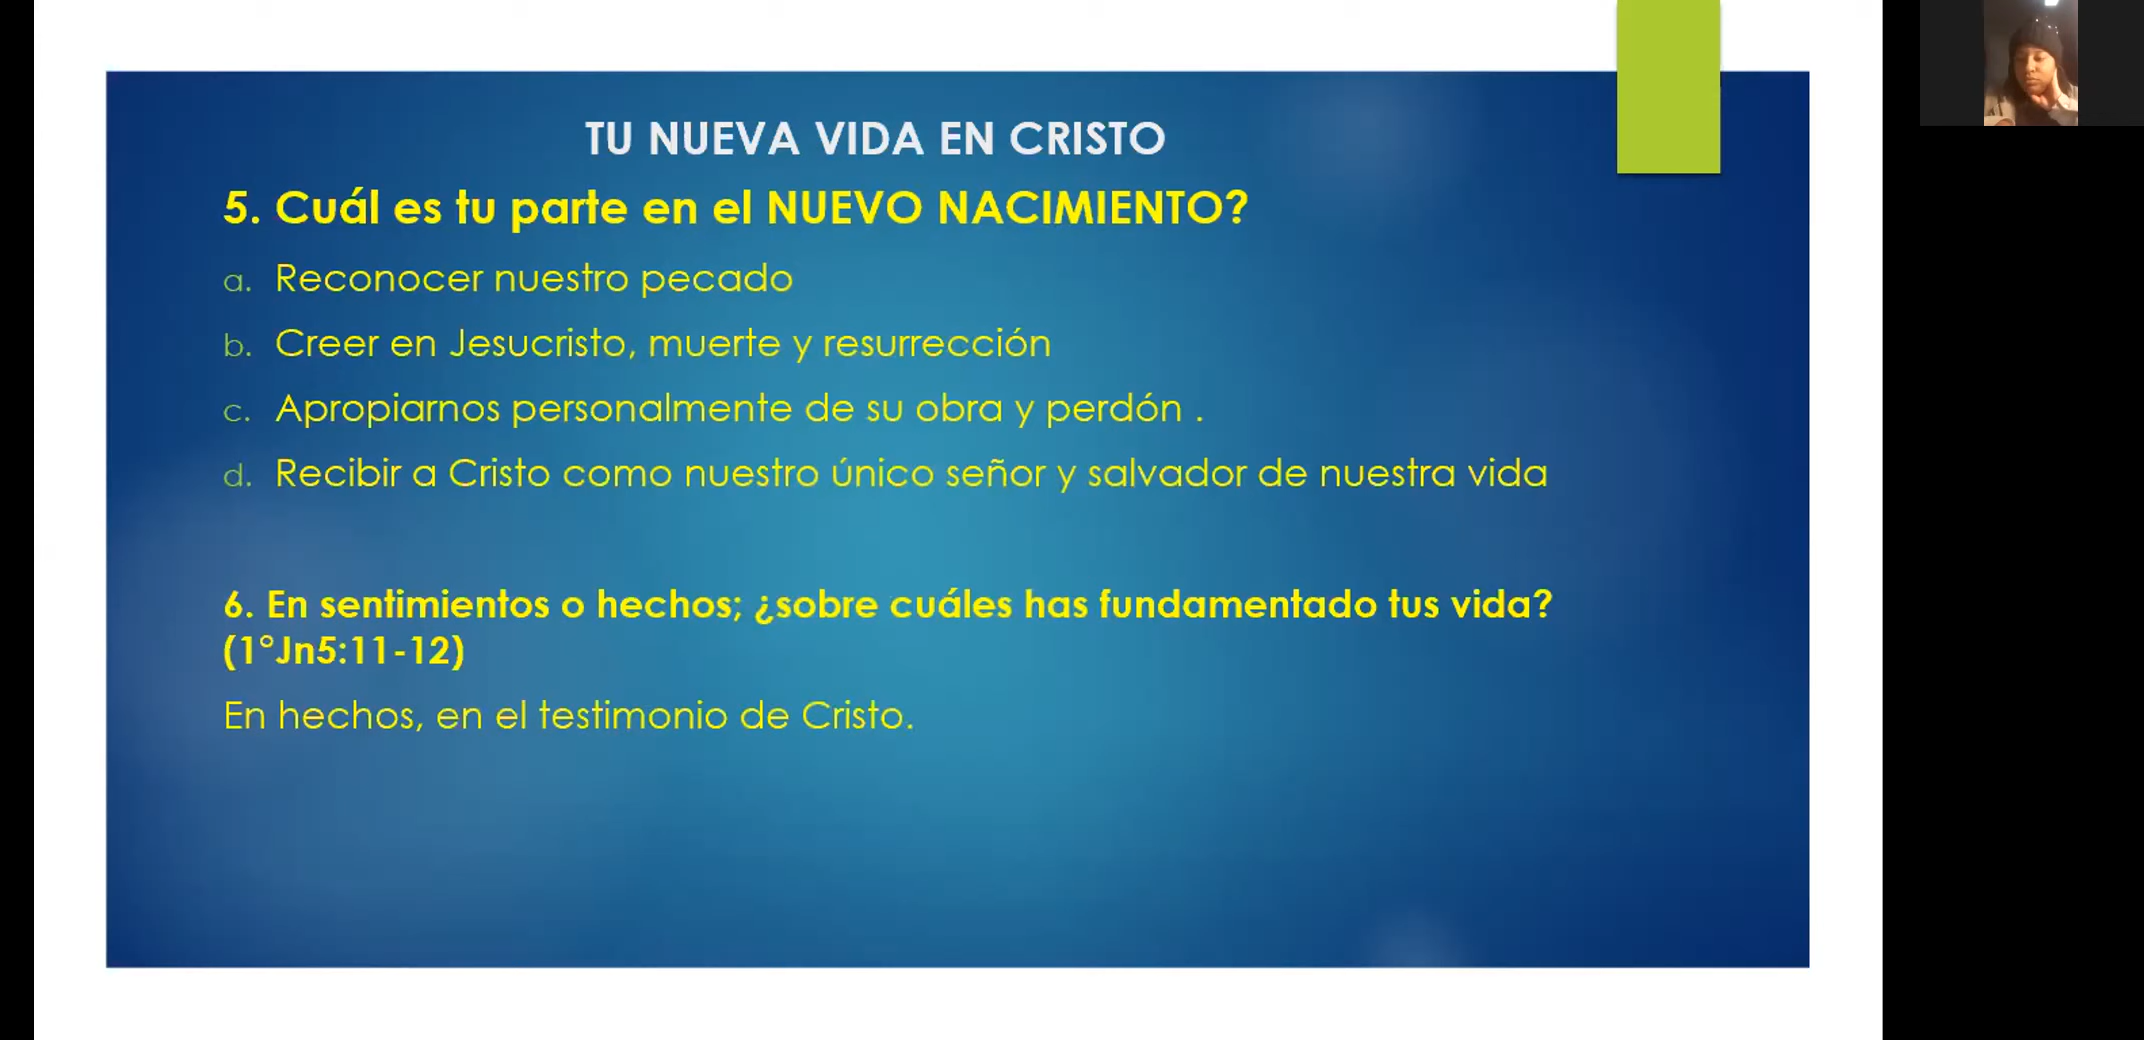 TU NUEVA VIDA EN CRISTO
5. Cuál es tu parte en el NUEVO NACIMIENTO?
a. Reconocer nuestro pecado
b. Creer en Jesucristo, muerte y resurrección
c. Apropiarnos personalmente de su obra y perdón .
d. Recibir a Cristo como nuestro único señor y salvador de nuestra vida
6. En sentimientos o hechos; ¿sobre cuáles has fundamentado tus vida?
(1°Jn5:11-12)
En hechos, en el testimonio de Cristo.